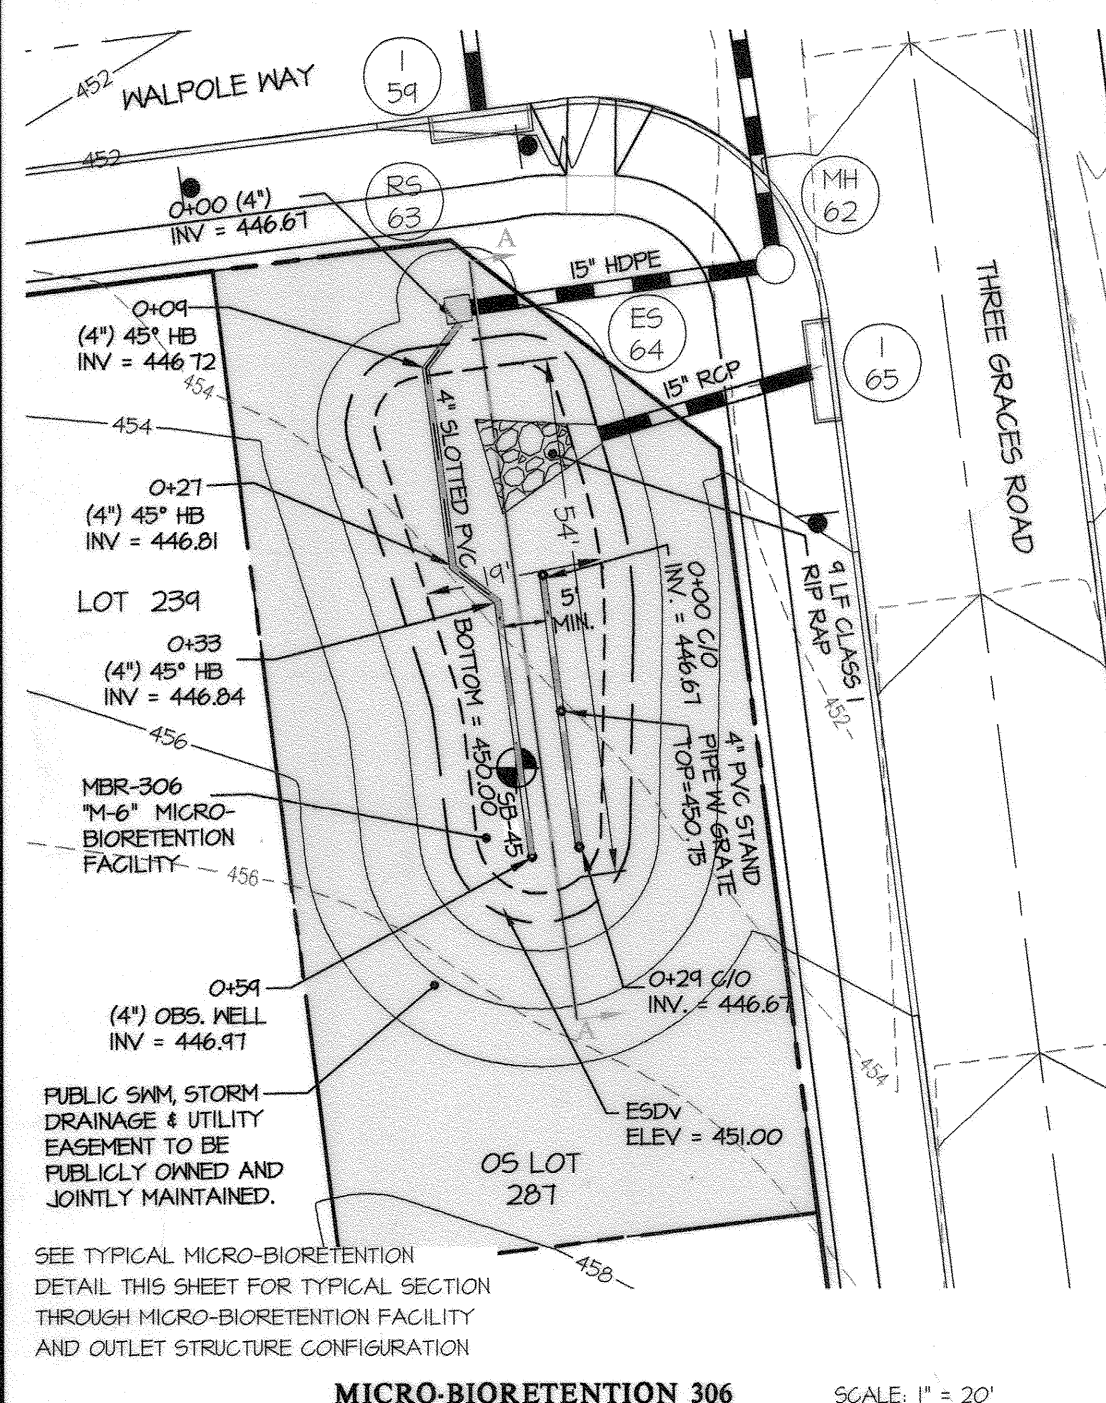 452
WALPOLE WAY
I
59
452
RS
63
0+00 (4")
INV = 446.67
MH
62
A
15" HDPE
THREE GRACES ROAD
0+09
(4") 45° HB
INV = 446.72
ES
64
I
65
15" RCP
454
454
4" SLOTTED PVC
0+27
(4") 45° HB
INV = 446.81
54'
9'
5'
MIN.
0+00 C/O
INV. = 446.67
9 LF CLASS I
RIP RAP
LOT 239
0+33
(4") 45° HB
INV = 446.84
BOTTOM = 450.00
452
456
4" PVC STAND
PIPE W/ GRATE
TOP=450.75
MBR-306
"M-6" MICRO-
BIORETENTION
FACILITY
SB-45
456
0+59
(4") OBS. WELL
INV = 446.97
0+29 C/O
INV. = 446.67
A
454
PUBLIC SWM, STORM
DRAINAGE & UTILITY
EASEMENT TO BE
PUBLICLY OWNED AND
JOINTLY MAINTAINED.
ESDv
ELEV = 451.00
OS LOT
287
458
SEE TYPICAL MICRO-BIORETENTION
DETAIL THIS SHEET FOR TYPICAL SECTION
THROUGH MICRO-BIORETENTION FACILITY
AND OUTLET STRUCTURE CONFIGURATION
MICRO-BIORETENTION 306
SCALE: 1" = 20'